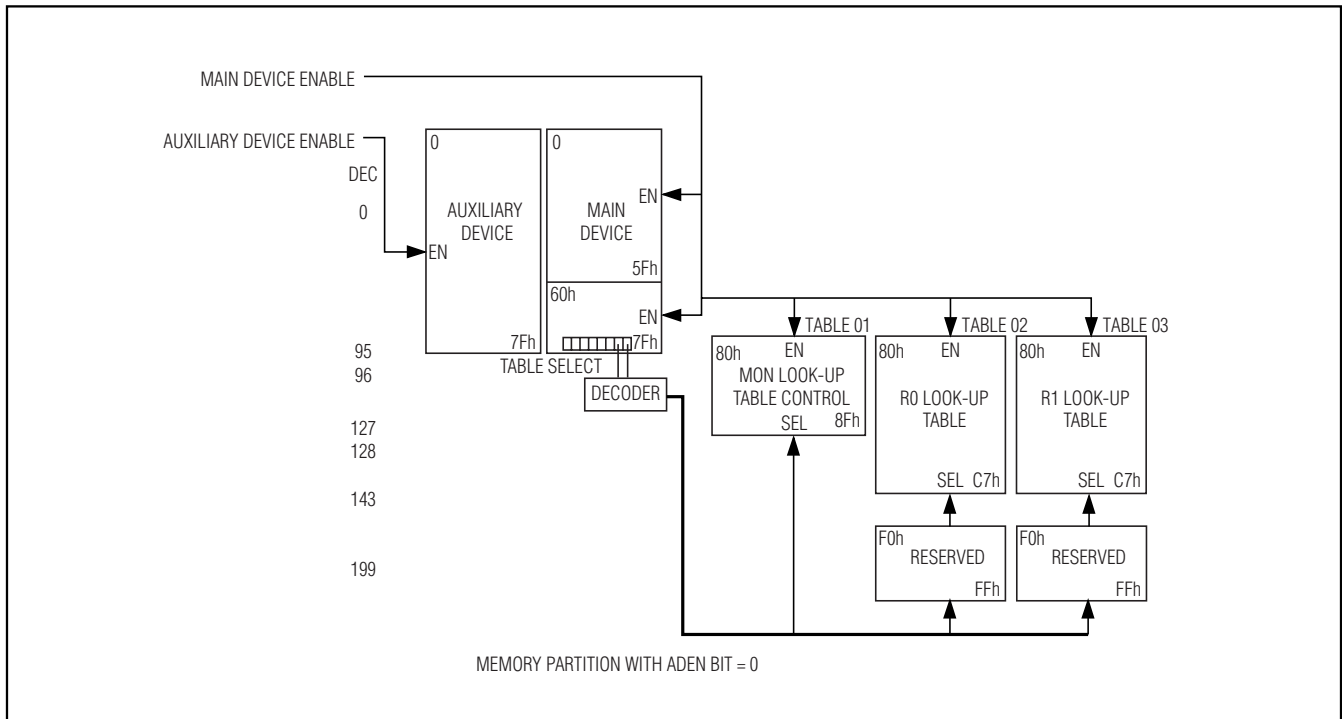 MAIN DEVICE ENABLE
AUXILIARY DEVICE ENABLE
DEC
0
95
96
127
128
143
199
0
AUXILIARY
DEVICE
EN
7Fh
0
EN
MAIN
DEVICE
5Fh
60h
EN
7Fh
TABLE SELECT
DECODER
TABLE 01
80h
EN
MON LOOK-UP
TABLE CONTROL
SEL
8Fh
TABLE 02
80h
EN
R0 LOOK-UP
TABLE
SEL C7h
F0h
RESERVED
FFh
TABLE 03
80h
EN
R1 LOOK-UP
TABLE
SEL C7h
F0h
RESERVED
FFh
MEMORY PARTITION WITH ADEN BIT = 0